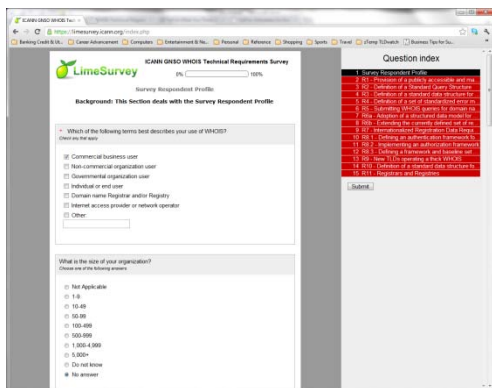 ICANN GNSO WHOIS Tec
https://mysurvey.icann.org/index.php
Banking Credit & Ut...
Career Advancement
Computers
Entertainment & Ne...
Personal
Reference
Shopping
Sports
Travel
Business Tips for Su...
LimeSurvey
ICANN GNSO WHOIS Technical Requirements Survey
0% 100%
Survey Respondent Profile
Background: This Section deals with the Survey Respondent Profile
* Which of the following terms best describes your use of WHOIS?
Check any that apply
Commercial business user
Non-commercial organization user
Governmental organization user
Individual or end user
Domain name Registrar and/or Registry
Internet access provider or network operator
Other:
What is the size of your organization?
Choose one of the following answers
Not Applicable
1-9
10-49
50-99
100-499
500-999
1,000-4,999
5,000+
Do not know
No answer
Question index
1 Survey Respondent Profile
2 R1 - Provision of a publicly accessible and ma
3 R2 - Definition of a Standard Query Structure
4 R3 - Definition of a standard data structure for
5 R4 - Definition of a set of standardized error m
6 R5 - Submitting WHOIS queries for domain na
7 R6a - Adoption of a structured data model for
8 R6b - Extending the currently defined set of re
9 R7 - Internationalized Registration Data Requi
10 R8.1 - Defining an authentication framework fo
11 R8.2 - Implementing an authorization framework
12 R8.3 - Defining a framework and baseline set
13 R9 - New TLDs operating a thick WHOIS
14 R10 - Definition of a standard data structure fo
15 R11 - Registrars and Registries
Submit